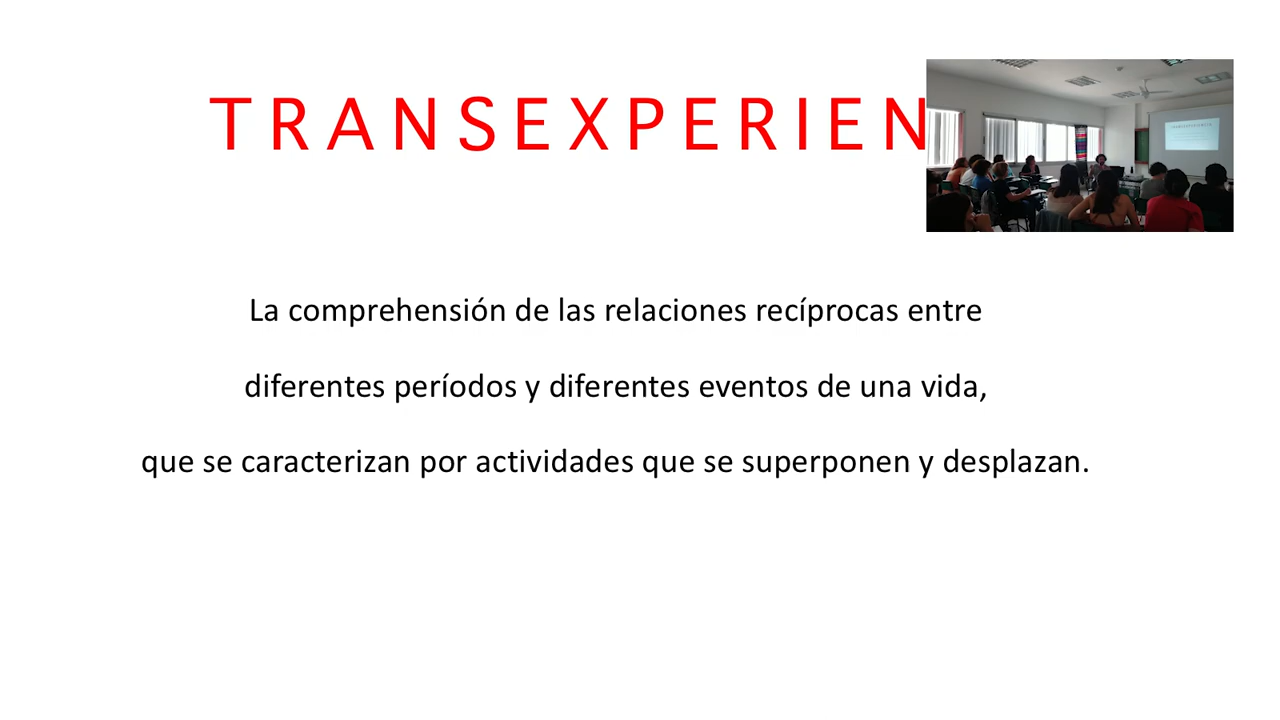 TRANSEXPERIEN
La comprehensión de las relaciones recíprocas entre
diferentes períodos y diferentes eventos de una vida,
que se caracterizan por actividades que se superponen y desplazan.